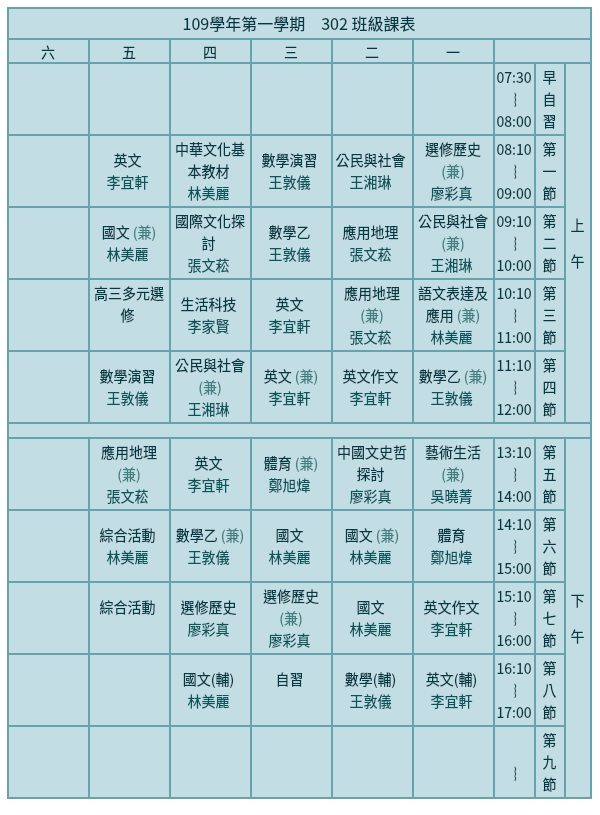 109學年第一學期 302 班級課表
六 五 四 三 二 一
07:30
~
08:00
早
自
習
上
午
英文
李宜軒
中華文化基
本教材
林美麗
數學演習
王敦儀
公民與社會
王湘琳
選修歷史
(兼)
廖彩真
08:10
~
09:00
第
一
節
國文 (兼)
林美麗
國際文化探
討
張文菘
數學乙
王敦儀
應用地理
張文菘
公民與社會
(兼)
王湘琳
09:10
~
10:00
第
二
節
高三多元選
修
生活科技
李家賢
英文
李宜軒
應用地理
(兼)
張文菘
語文表達及
應用 (兼)
林美麗
10:10
~
11:00
第
三
節
數學演習
王敦儀
公民與社會
(兼)
王湘琳
英文 (兼)
李宜軒
英文作文
李宜軒
數學乙 (兼)
王敦儀
11:10
~
12:00
第
四
節
應用地理
(兼)
張文菘
英文
李宜軒
體育 (兼)
鄭旭煒
中國文史哲
探討
廖彩真
藝術生活
(兼)
吳曉菁
13:10
~
14:00
第
五
節
下
午
綜合活動
林美麗
數學乙 (兼)
王敦儀
國文
林美麗
國文 (兼)
林美麗
體育
鄭旭煒
14:10
~
15:00
第
六
節
綜合活動
選修歷史
廖彩真
選修歷史
(兼)
廖彩真
國文
林美麗
英文作文
李宜軒
15:10
~
16:00
第
七
節
國文(輔)
林美麗
自習
數學(輔)
王敦儀
英文(輔)
李宜軒
16:10
~
17:00
第
八
節
~
第
九
節